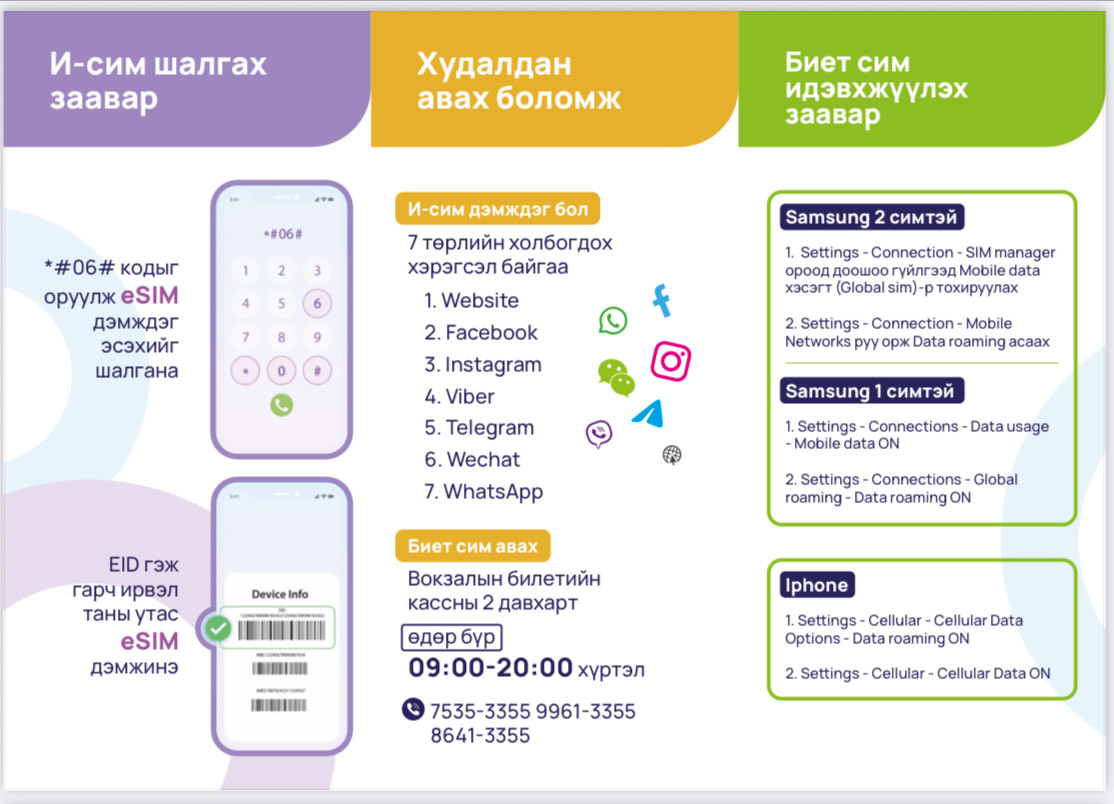 И-сим шалгах
заавар
*#06# кодыг
оруулж eSIM
дэмждэг
эсэхийг
шалгана
9:41
*#06#
1 2 3
4 5 6
7 8 9
* 0 #
EID гэж
гарч ирвэл
таны утас
eSIM
дэмжинэ
9:41
Device Info
EID
Худалдан
авах боломж
И-сим дэмждэг бол
7 төрлийн холбогдох
хэрэгсэл байгаа
1. Website
2. Facebook
3. Instagram
4. Viber
5. Telegram
6. Wechat
7. WhatsApp
Биет сим авах
Вокзалын билетийн
кассны 2 давхарт
өдөр бүр
09:00-20:00 хүртэл
7535-3355 9961-3355
8641-3355
Биет сим
идэвхжүүлэх
заавар
Samsung 2 симтэй
1. Settings - Connection - SIM manager
ороод доошоо гүйлгээд Mobile data
хэсэгт (Global sim)-р тохируулах
2. Settings - Connection - Mobile
Networks руу орж Data roaming асаах
Samsung 1 симтэй
1. Settings - Connections - Data usage
- Mobile data ON
2. Settings - Connections - Global
roaming - Data roaming ON
Iphone
1. Settings - Cellular - Cellular Data
Options - Data roaming ON
2. Settings - Cellular - Cellular Data ON